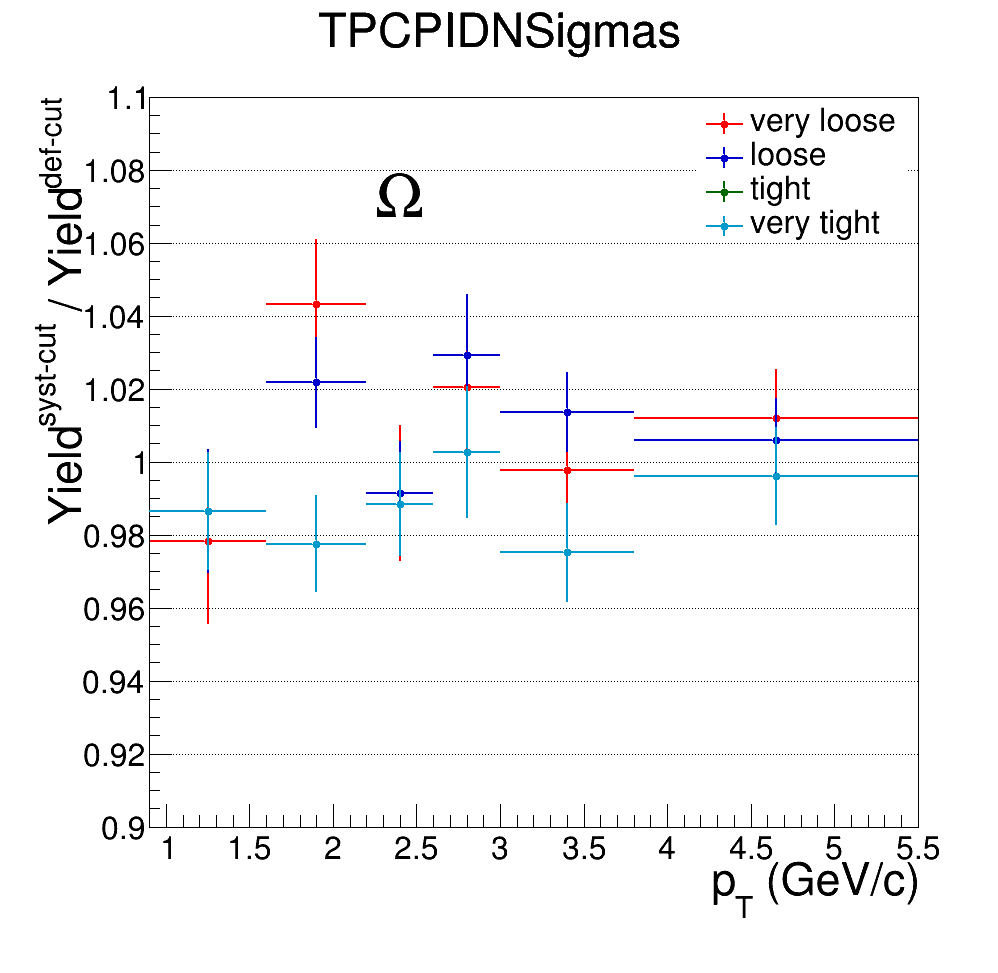 TPCPIDNSigmas
Yield^syst-cut / Yield^def-cut
1.1
1.08
1.06
1.04
1.02
1
0.98
0.96
0.94
0.92
0.9
Ω
very loose
loose
tight
very tight
1 1.5 2 2.5 3 3.5 4 4.5 5 5.5
p_T (GeV/c)